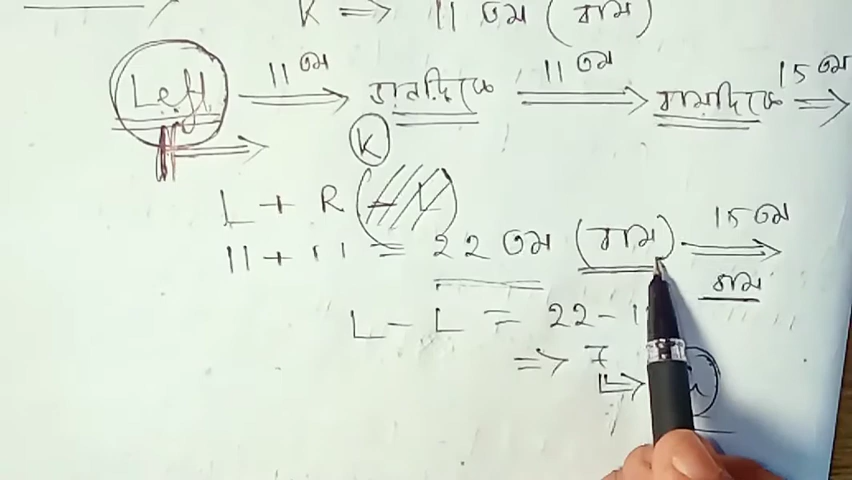 K ⇒ 11 তম (বাম)
Left ⇒ 11 তম ডানদিকে ⇒ 11 তম বামদিকে ⇒ 15 তম
K
L + R
11 + 11 = 22 তম (বাম) ⇒ 15 তম বাম
L - L = 22 -
⇒ 7